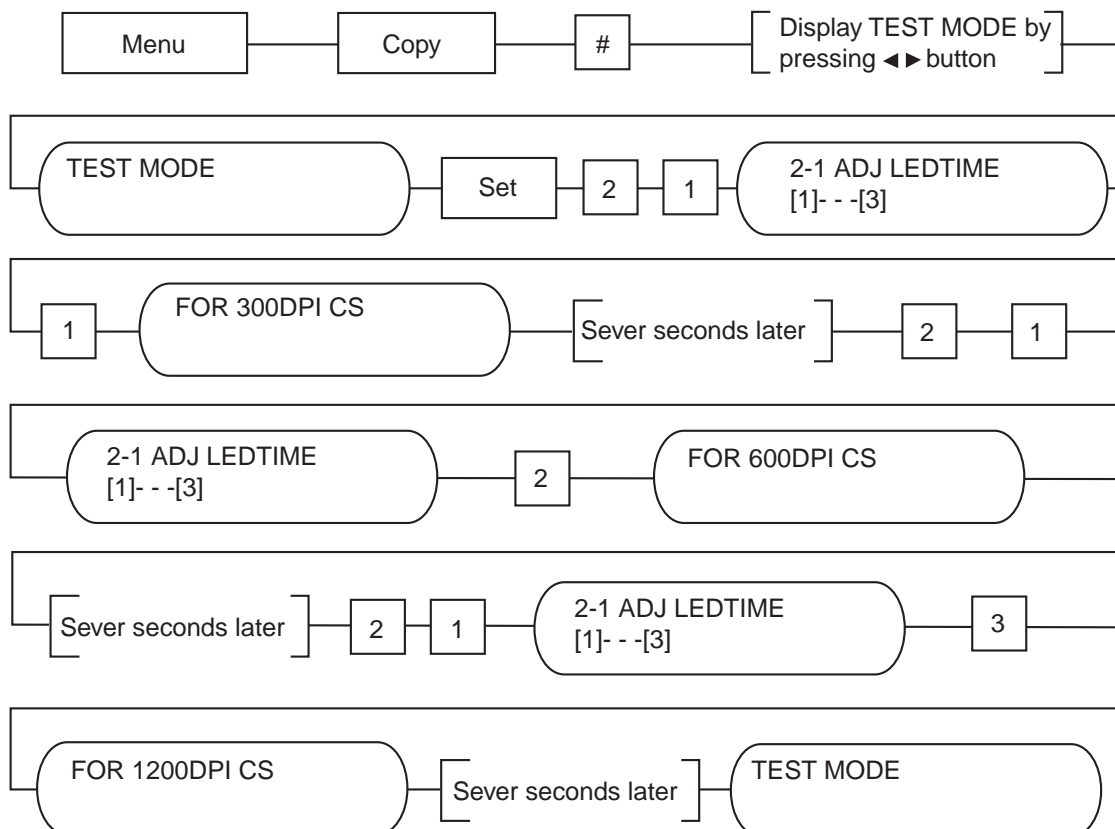 Menu
Copy
#
Display TEST MODE by
pressing ◄ ► button
TEST MODE
Set
2
1
2-1 ADJ LEDTIME
[1]- - -[3]
1
FOR 300DPI CS
Sever seconds later
2
1
2-1 ADJ LEDTIME
[1]- - -[3]
2
FOR 600DPI CS
Sever seconds later
2
1
2-1 ADJ LEDTIME
[1]- - -[3]
3
FOR 1200DPI CS
Sever seconds later
TEST MODE